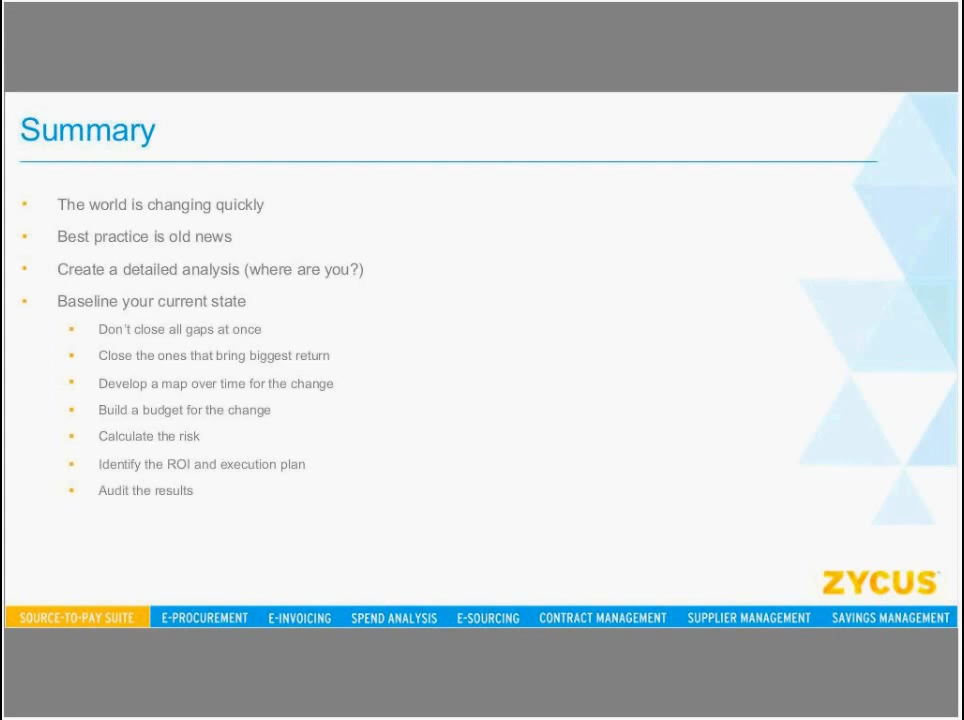 Summary
• The world is changing quickly
• Best practice is old news
• Create a detailed analysis (where are you?)
• Baseline your current state
▪ Don't close all gaps at once
▪ Close the ones that bring biggest return
▪ Develop a map over time for the change
▪ Build a budget for the change
▪ Calculate the risk
▪ Identify the ROI and execution plan
▪ Audit the results
ZYCUS
SOURCE-TO-PAY SUITE E-PROCUREMENT E-INVOICING SPEND ANALYSIS E-SOURCING CONTRACT MANAGEMENT SUPPLIER MANAGEMENT SAVINGS MANAGEMENT